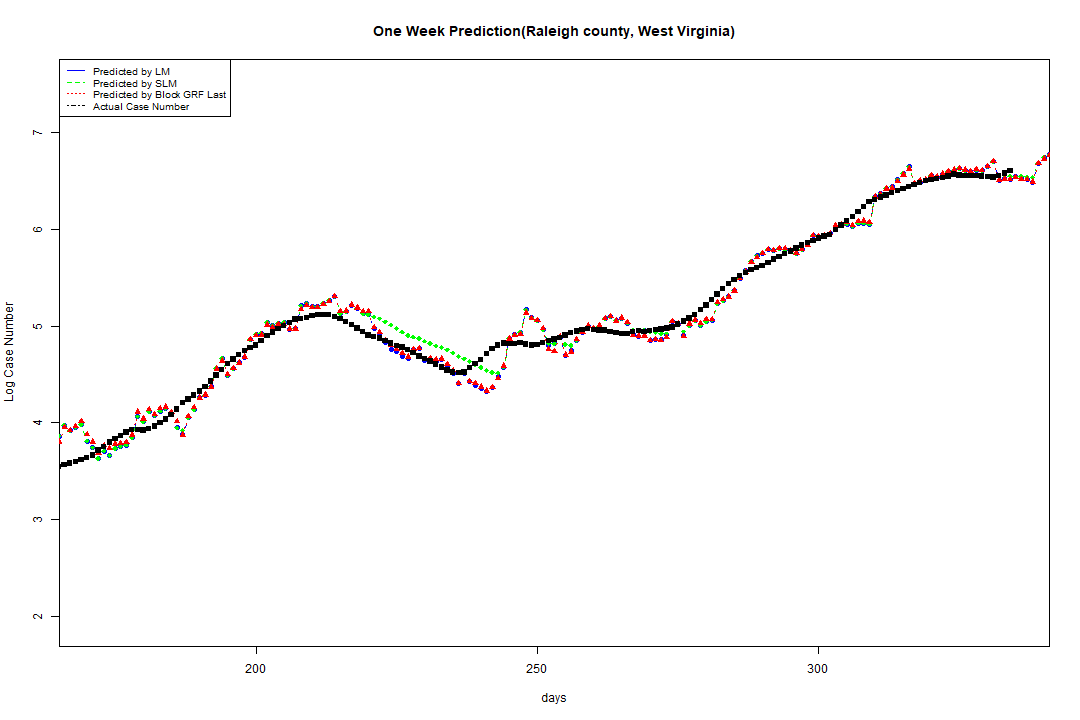 One Week Prediction(Raleigh county, West Virginia)
Predicted by LM
Predicted by SLM
Predicted by Block GRF Last
Actual Case Number
7
6
5
4
3
2
Log Case Number
200 250 300
days